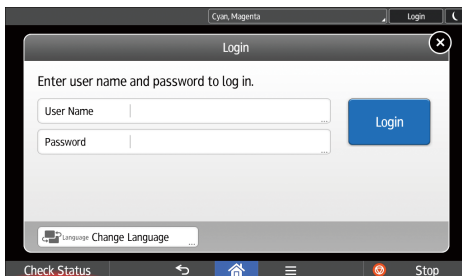 Cyan, Magenta
Login
Login
Enter user name and password to log in.
User Name
Login
Password
Language Change Language
Check Status
Stop